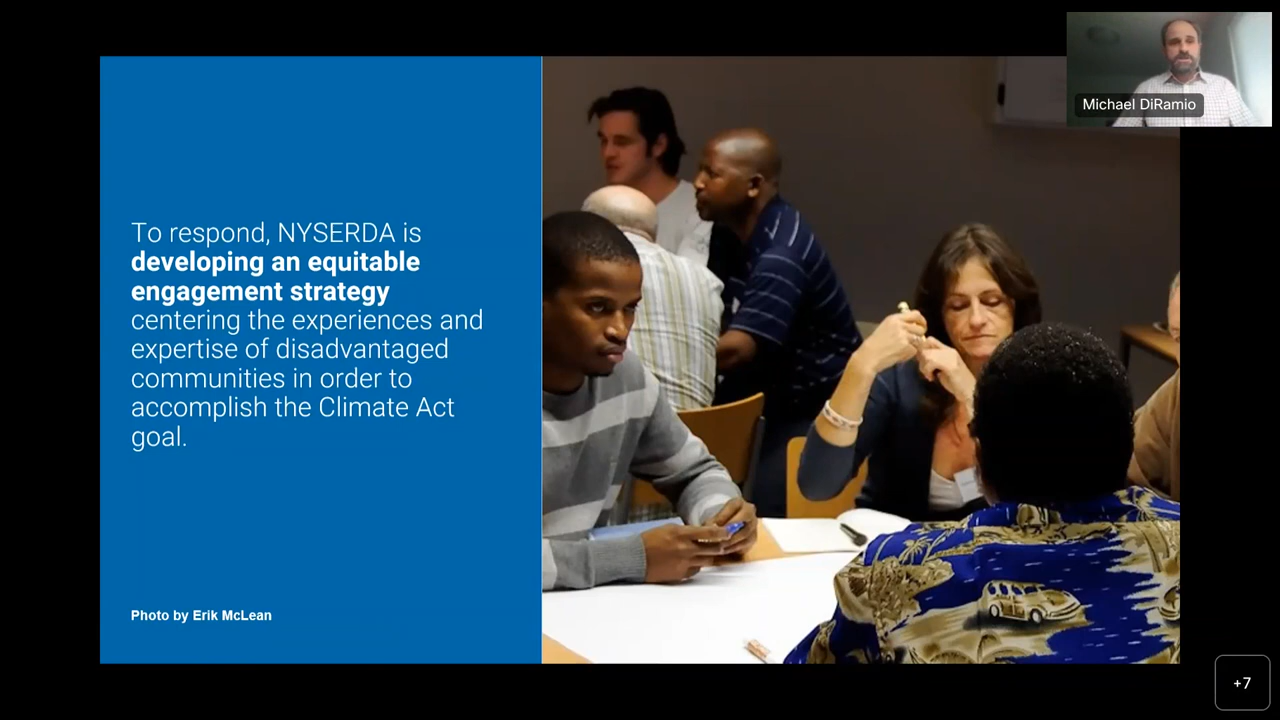 Michael DiRamio
To respond, NYSERDA is
developing an equitable
engagement strategy
centering the experiences and
expertise of disadvantaged
communities in order to
accomplish the Climate Act
goal.
Photo by Erik McLean
+7